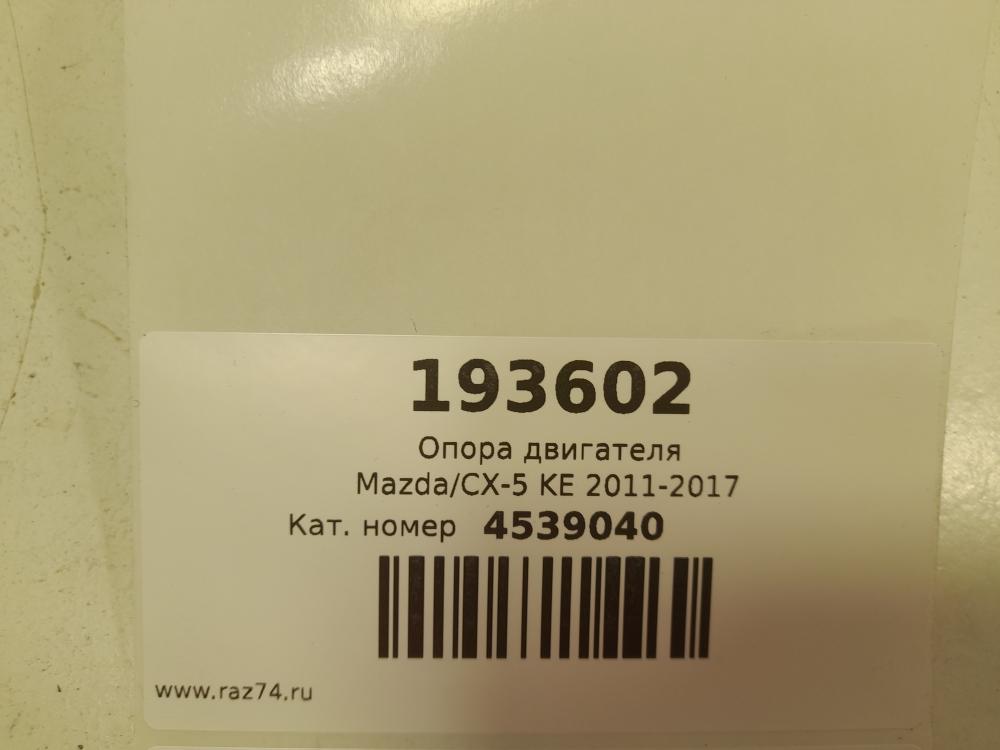 193602
Опора двигателя
Mazda/CX-5 KE 2011-2017
Кат. номер 4539040
www.raz74.ru